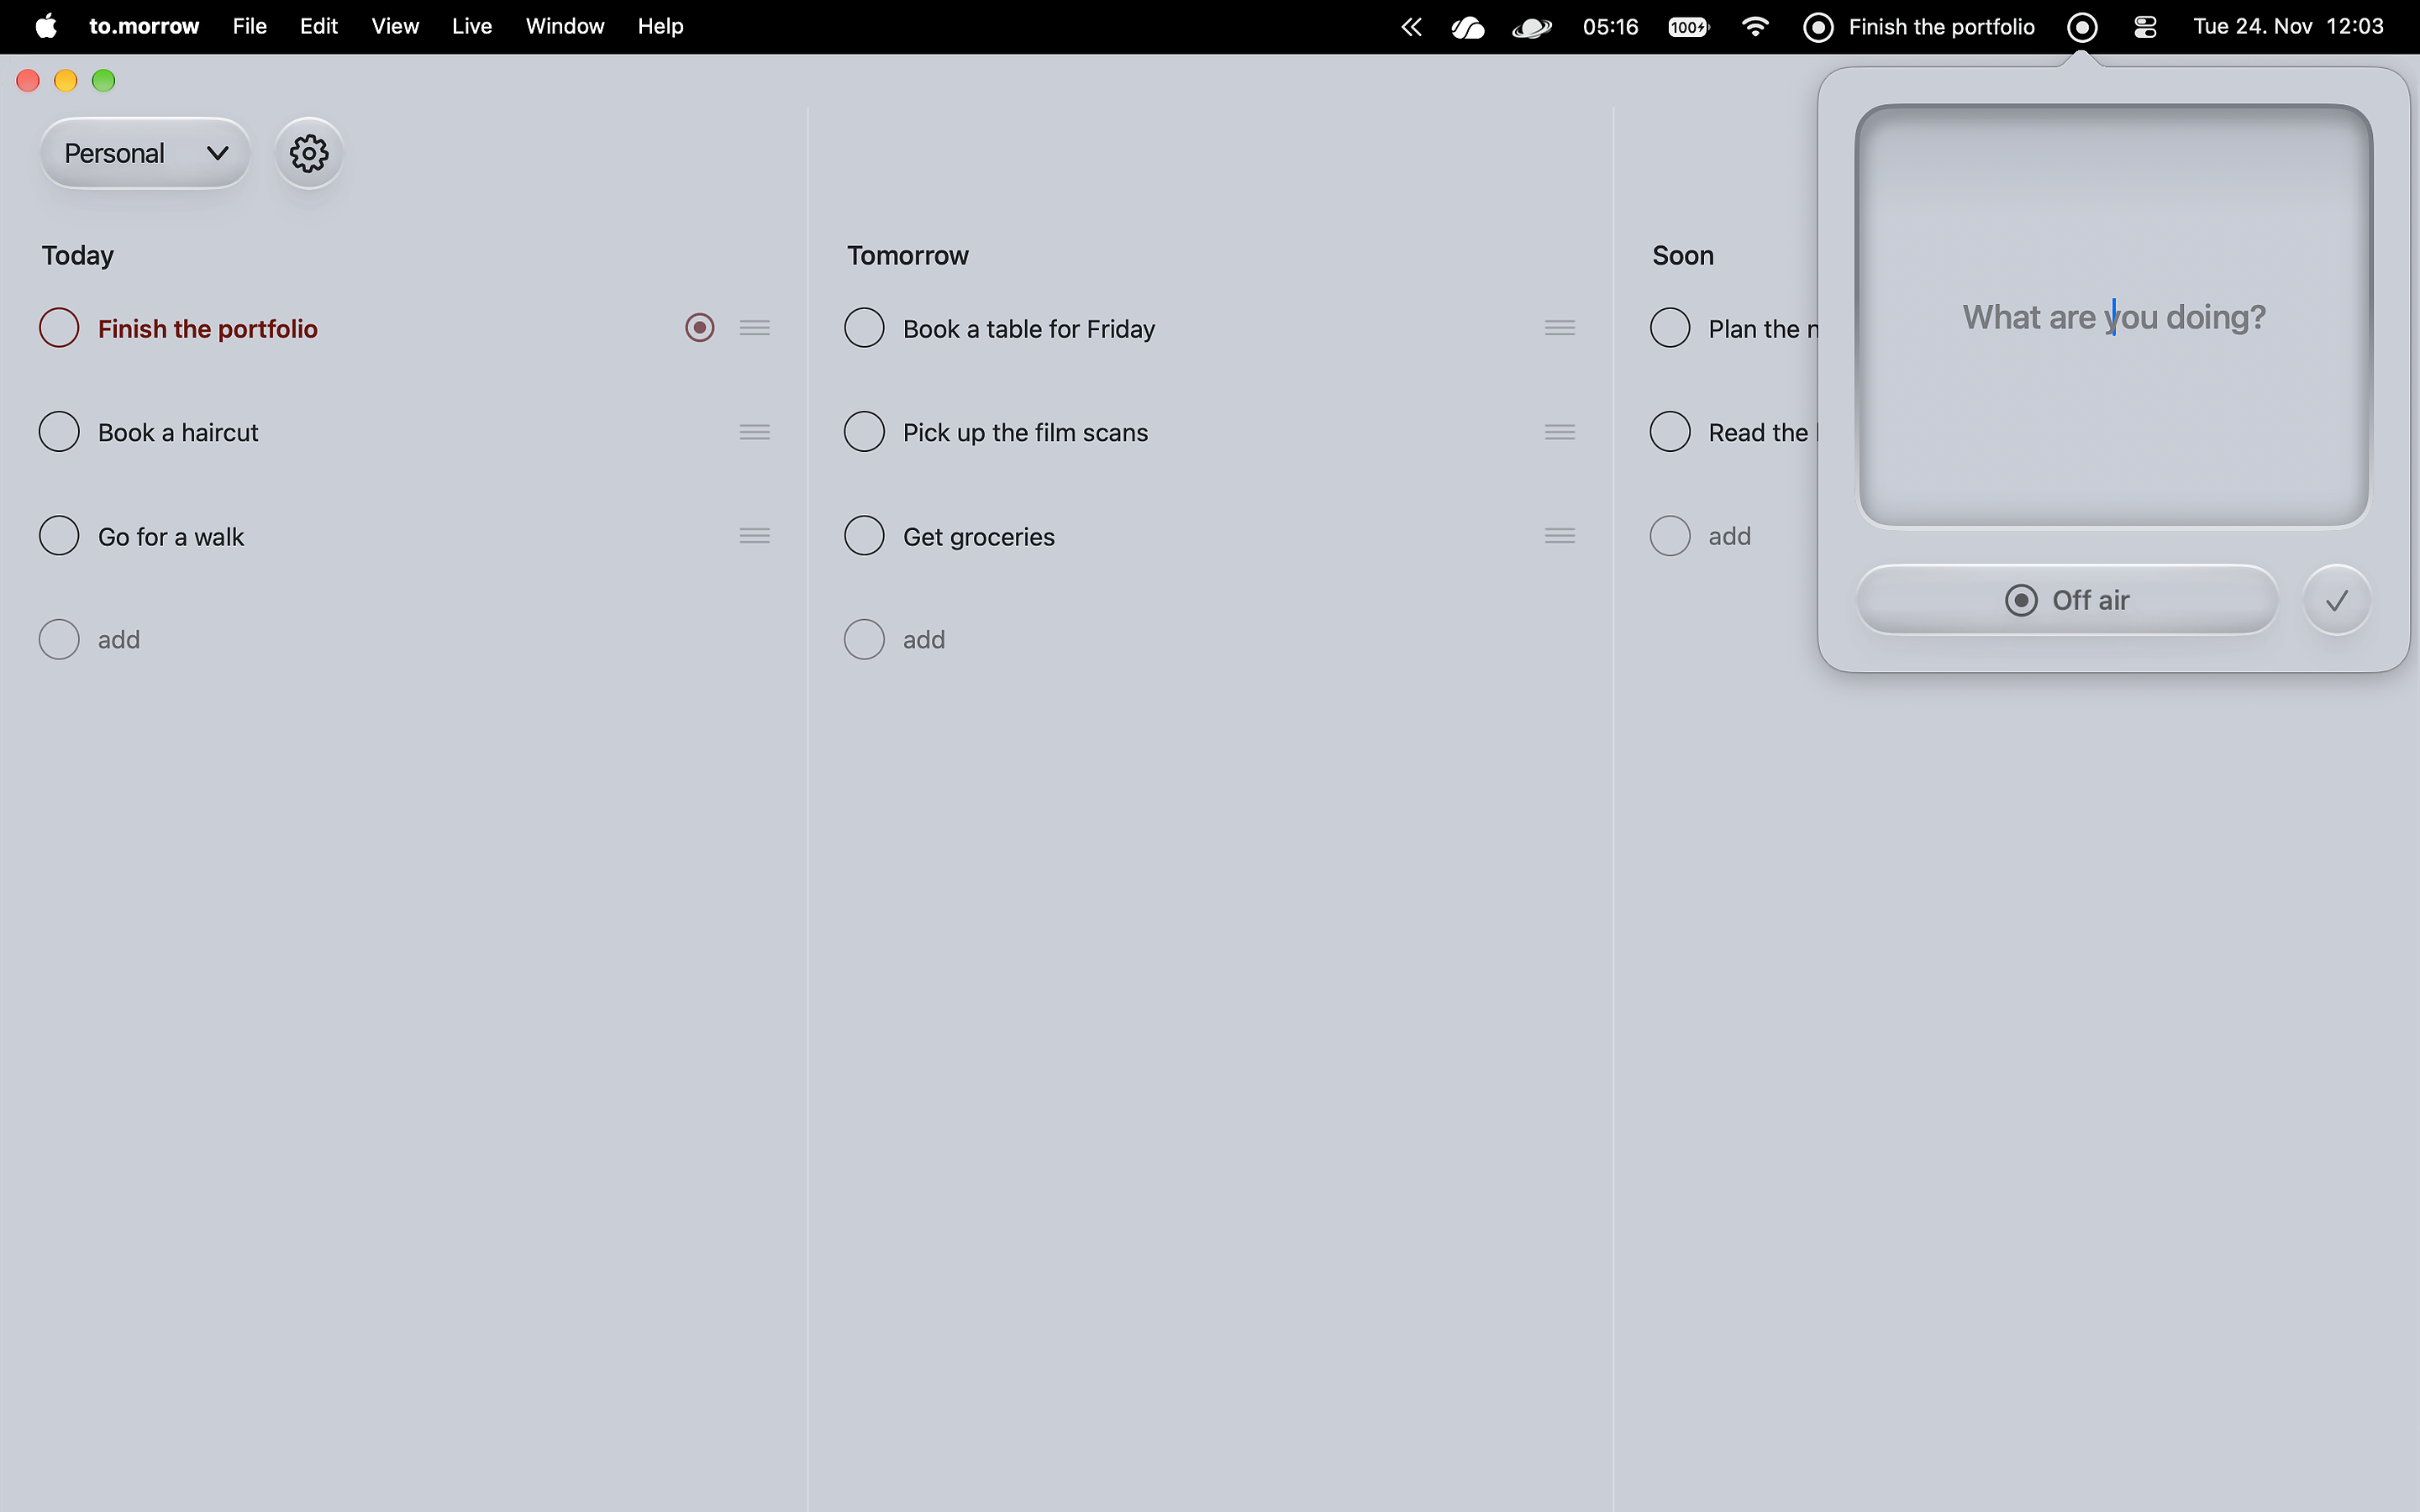 to.morrow File Edit View Live Window Help 05:16 100 Finish the portfolio Tue 24. Nov 12:03
Personal
Today
Finish the portfolio
Book a haircut
Go for a walk
add
Tomorrow
Book a table for Friday
Pick up the film scans
Get groceries
add
Soon
Plan the
Read the
add
What are you doing?
Off air